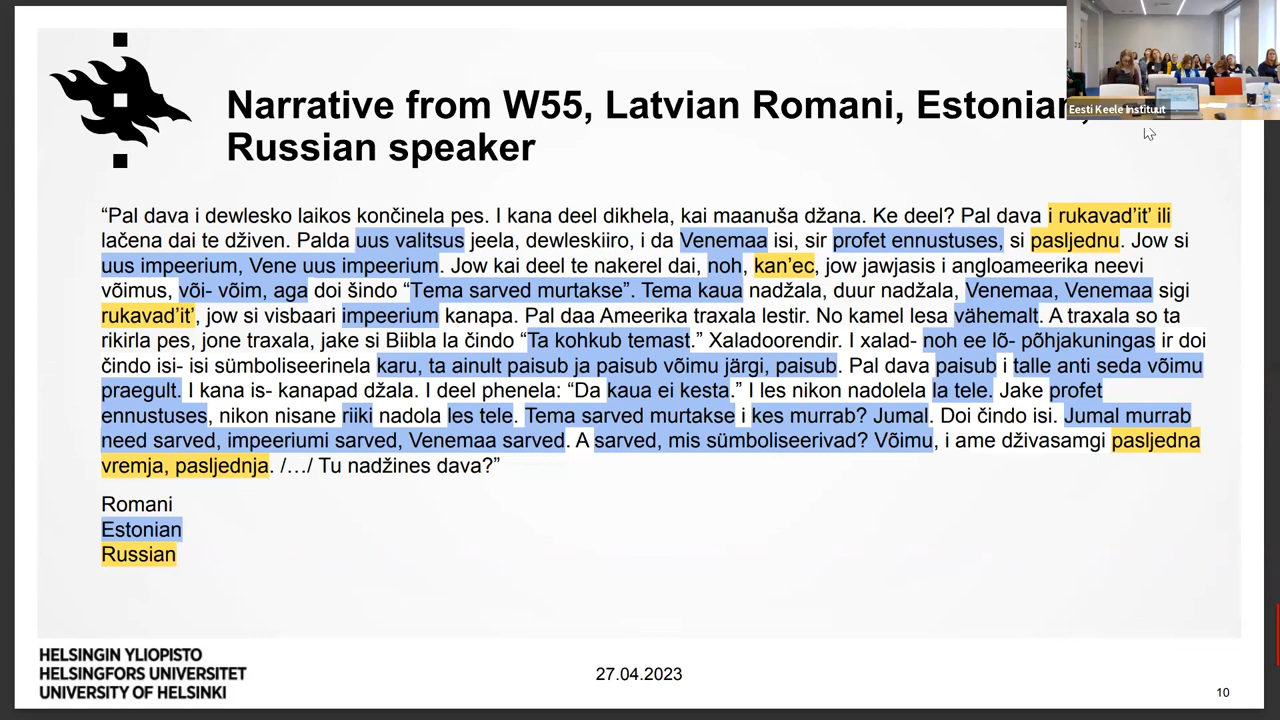 Narrative from W55, Latvian Romani, Estonian,
Russian speaker
Eesti Keele Instituut
“Pal dava i dewlesko laikos končinela pes. I kana deel dikhela, kai maanuša džana. Ke deel? Pal dava i rukavad’it’ ili
lačena dai te dživen. Palda uus valitsus jeela, dewleskiiro, i da Venemaa isi, sir profet ennustuses, si pasljednu. Jow si
uus impeerium, Vene uus impeerium. Jow kai deel te nakerel dai, noh, kan’ec, jow jawjasis i angloameerika neevi
võimus, või- võim, aga doi šindo “Tema sarved murtakse”. Tema kaua nadžala, duur nadžala, Venemaa, Venemaa sigi
rukavad’it’, jow si visbaari impeerium kanapa. Pal daa Ameerika traxala lestir. No kamel lesa vähemalt. A traxala so ta
rikirla pes, jone traxala, jake si Biibla la čindo “Ta kohkub temast.” Xaladoorendir. I xalad- noh ee lõ- põhjakuningas ir doi
čindo isi- isi sümboliseerinela karu, ta ainult paisub ja paisub võimu järgi, paisub. Pal dava paisub i talle anti seda võimu
praegult. I kana is- kanapad džala. I deel phenela: “Da kaua ei kesta.” I les nikon nadolela la tele. Jake profet
ennustuses, nikon nisane riiki nadola les tele. Tema sarved murtakse i kes murrab? Jumal. Doi čindo isi. Jumal murrab
need sarved, impeeriumi sarved, Venemaa sarved. A sarved, mis sümboliseerivad? Võimu, i ame dživasamgi pasljedna
vremja, pasljednja. /…/ Tu nadžines dava?”
Romani
Estonian
Russian
HELSINGIN YLIOPISTO
HELSINGFORS UNIVERSITET
UNIVERSITY OF HELSINKI
27.04.2023
10